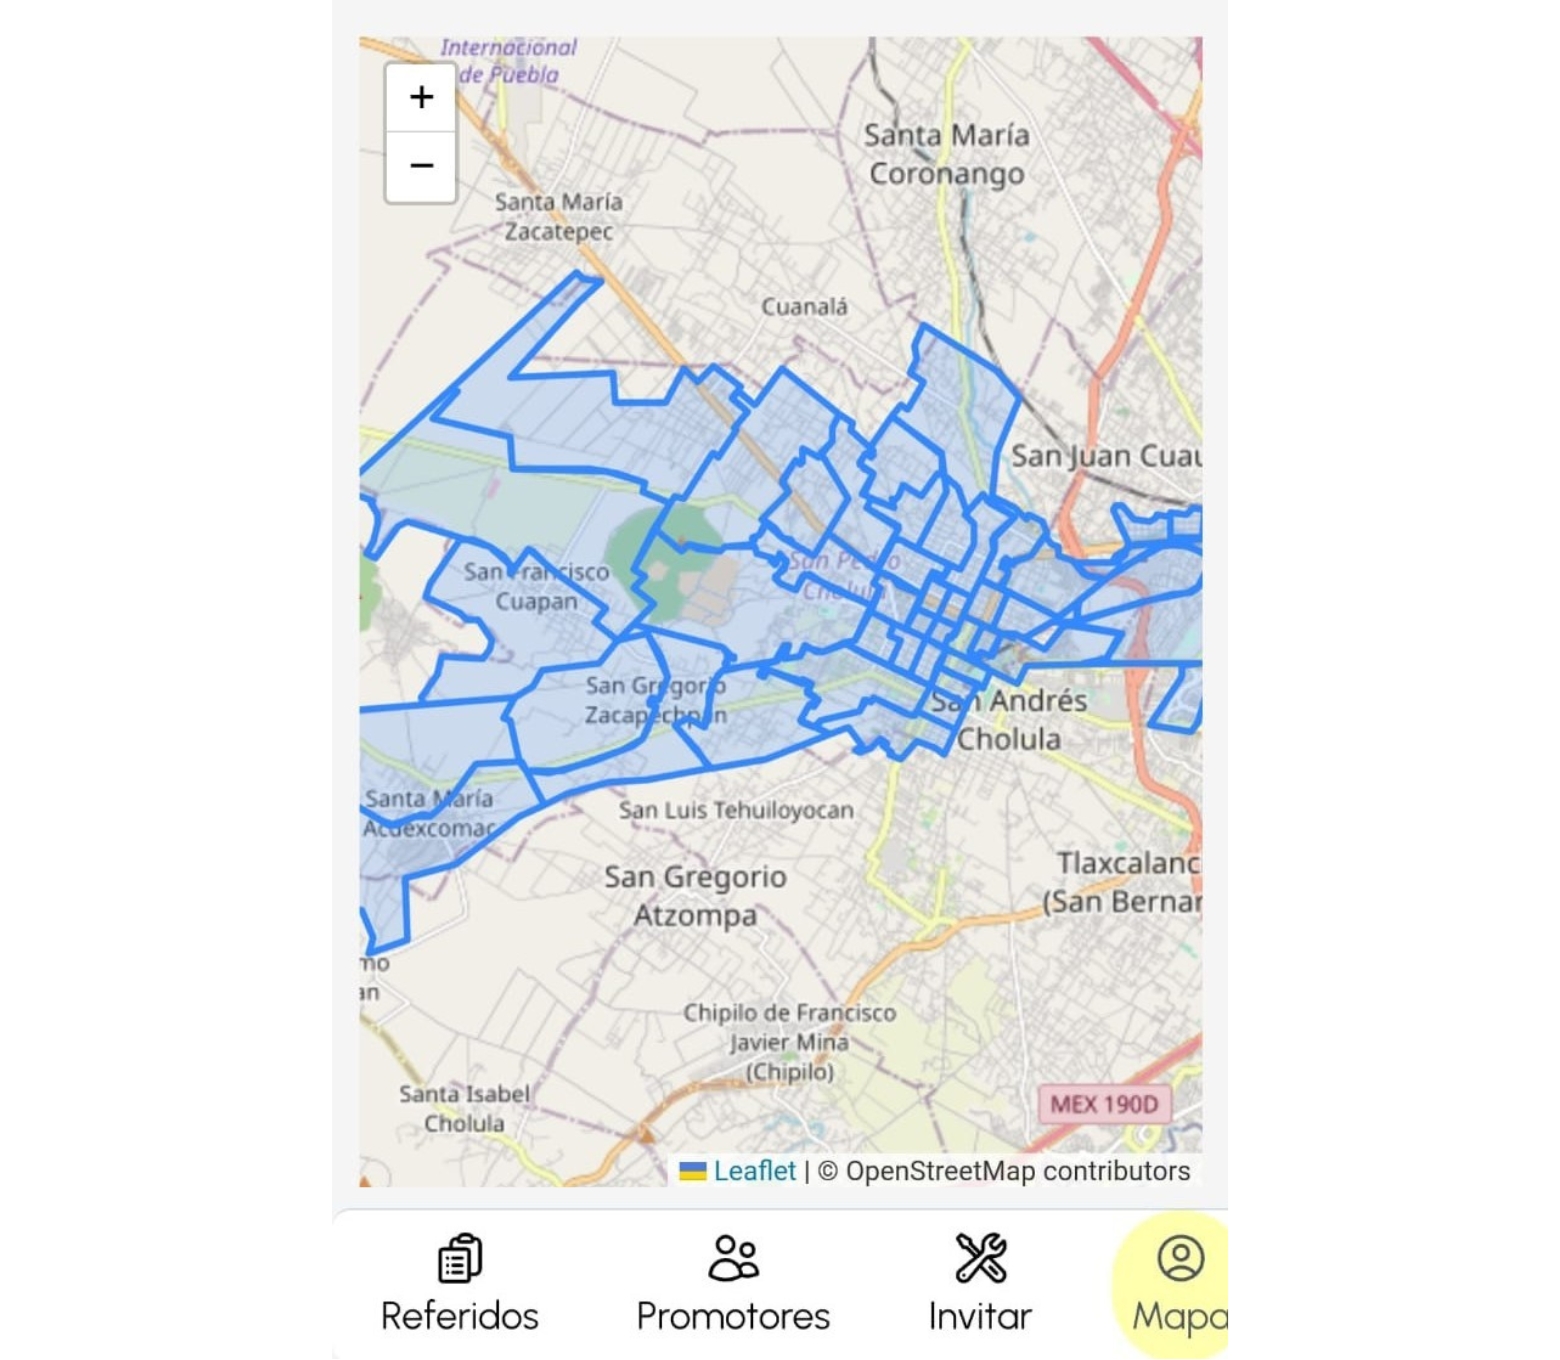 Internacional
de Puebla
+
−
Santa María
Coronango
Santa María
Zacatepec
Cuanalá
San Juan Cuau
San Pedro
Cholula
San Francisco
Cuapan
San Gregorio
Zacapechpan
San Andrés
Cholula
Santa María
Acuexcomac
San Luis Tehuiloyocan
San Gregorio
Atzompa
Tlaxcalanc
(San Bernar
mo
an
Chipilo de Francisco
Javier Mina
(Chipilo)
Santa Isabel
Cholula
MEX 190D
Leaflet | © OpenStreetMap contributors
Referidos Promotores Invitar Mapa